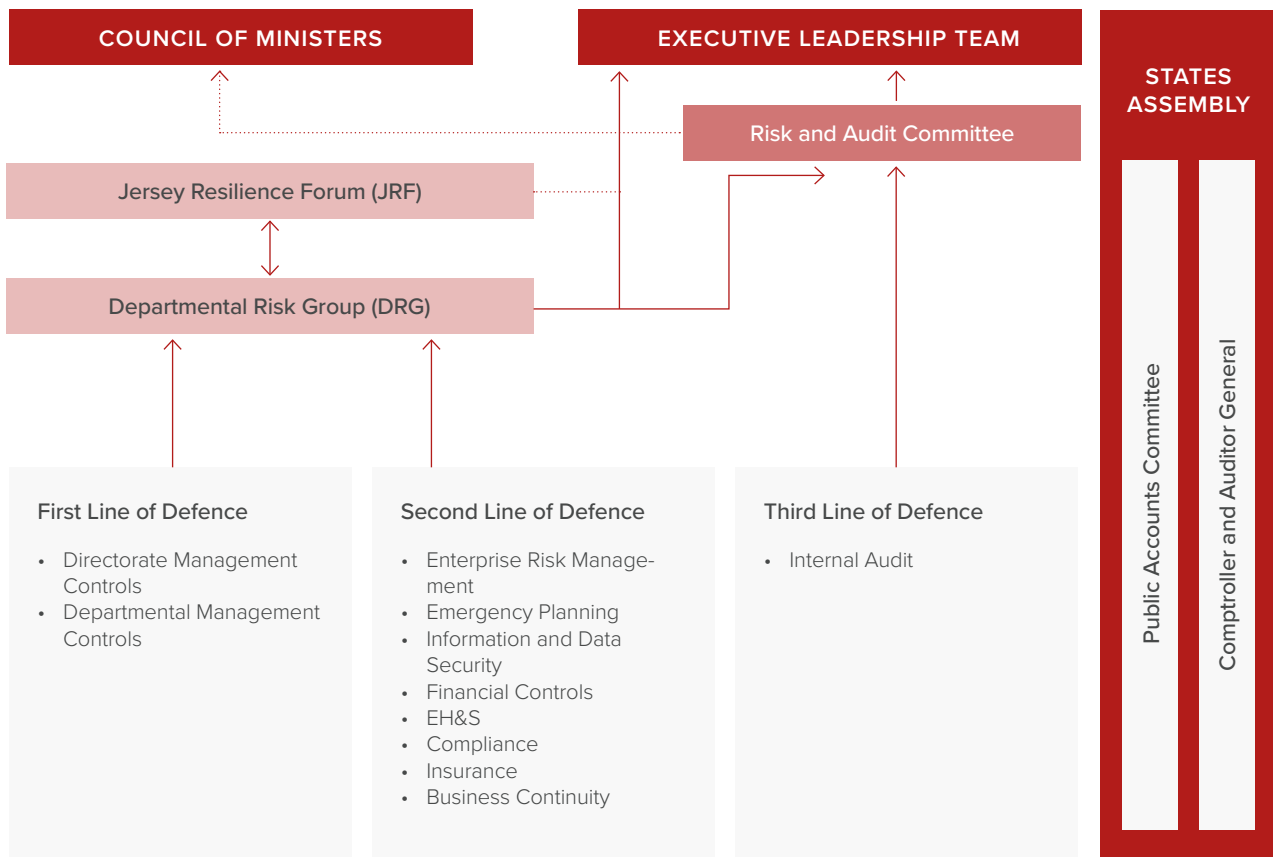 COUNCIL OF MINISTERS
EXECUTIVE LEADERSHIP TEAM
STATES
ASSEMBLY
Risk and Audit Committee
Jersey Resilience Forum (JRF)
Departmental Risk Group (DRG)
First Line of Defence
• Directorate Management
Controls
• Departmental Management
Controls
Second Line of Defence
• Enterprise Risk Manage-
ment
• Emergency Planning
• Information and Data
Security
• Financial Controls
• EH&S
• Compliance
• Insurance
• Business Continuity
Third Line of Defence
• Internal Audit
Public Accounts Committee
Comptroller and Auditor General